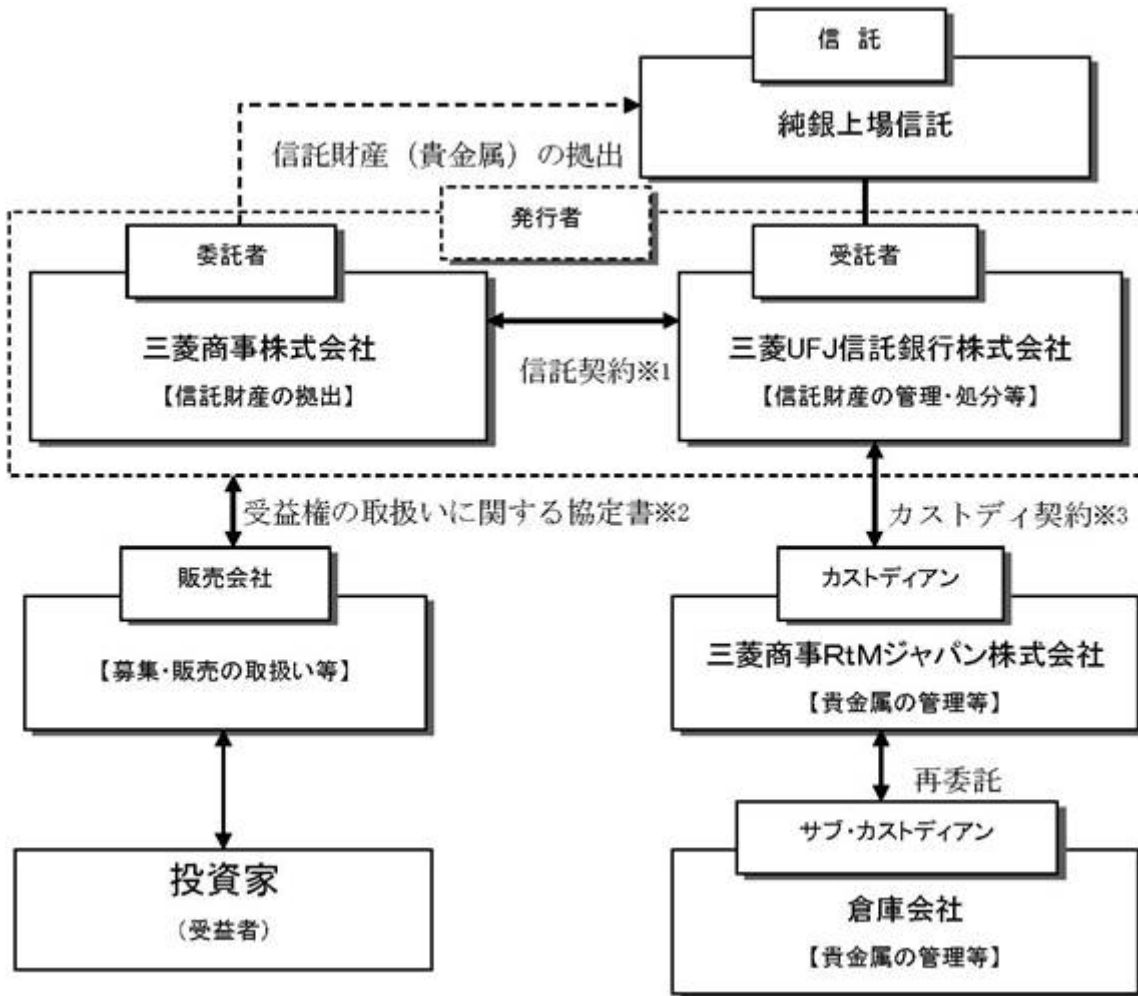 信 託
純銀上場信託
信託財産（貴金属）の拠出
発行者
委託者
三菱商事株式会社
【信託財産の拠出】
信託契約※1
受託者
三菱UFJ信託銀行株式会社
【信託財産の管理・処分等】
受益権の取扱いに関する協定書※2
カストディ契約※3
販売会社
【募集・販売の取扱い等】
カストディアン
三菱商事RtMジャパン株式会社
【貴金属の管理等】
再委託
投資家
（受益者）
サブ・カストディアン
倉庫会社
【貴金属の管理等】